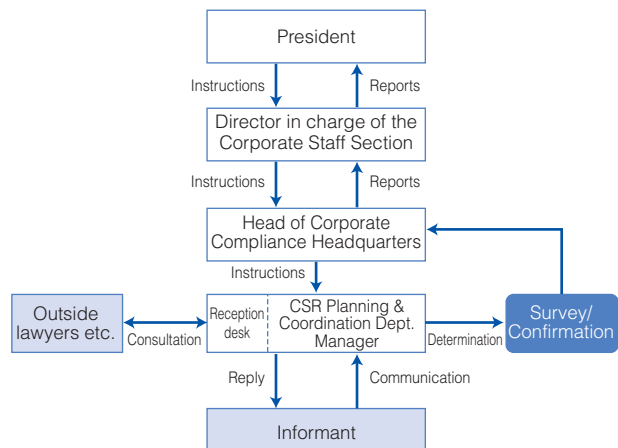 President
Instructions
Reports
Director in charge of the
Corporate Staff Section
Instructions
Reports
Head of Corporate
Compliance Headquarters
Instructions
Outside
lawyers etc.
Consultation
Reception
desk
CSR Planning &
Coordination Dept.
Manager
Determination
Survey/
Confirmation
Reply
Communication
Informant